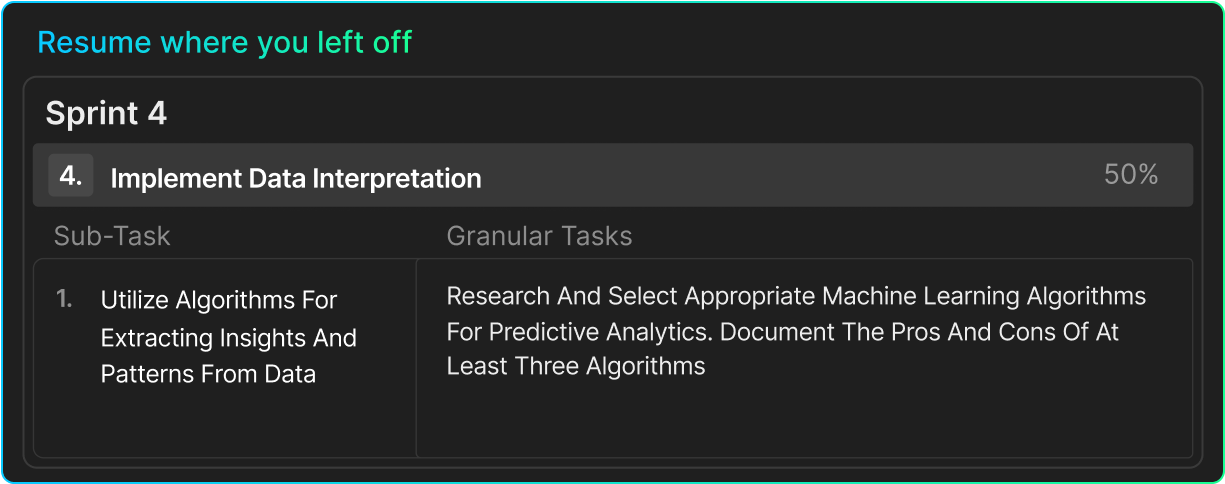 Resume where you left off
Sprint 4
4. Implement Data Interpretation 50%
Sub-Task Granular Tasks
1. Utilize Algorithms For
Extracting Insights And
Patterns From Data
Research And Select Appropriate Machine Learning Algorithms
For Predictive Analytics. Document The Pros And Cons Of At
Least Three Algorithms